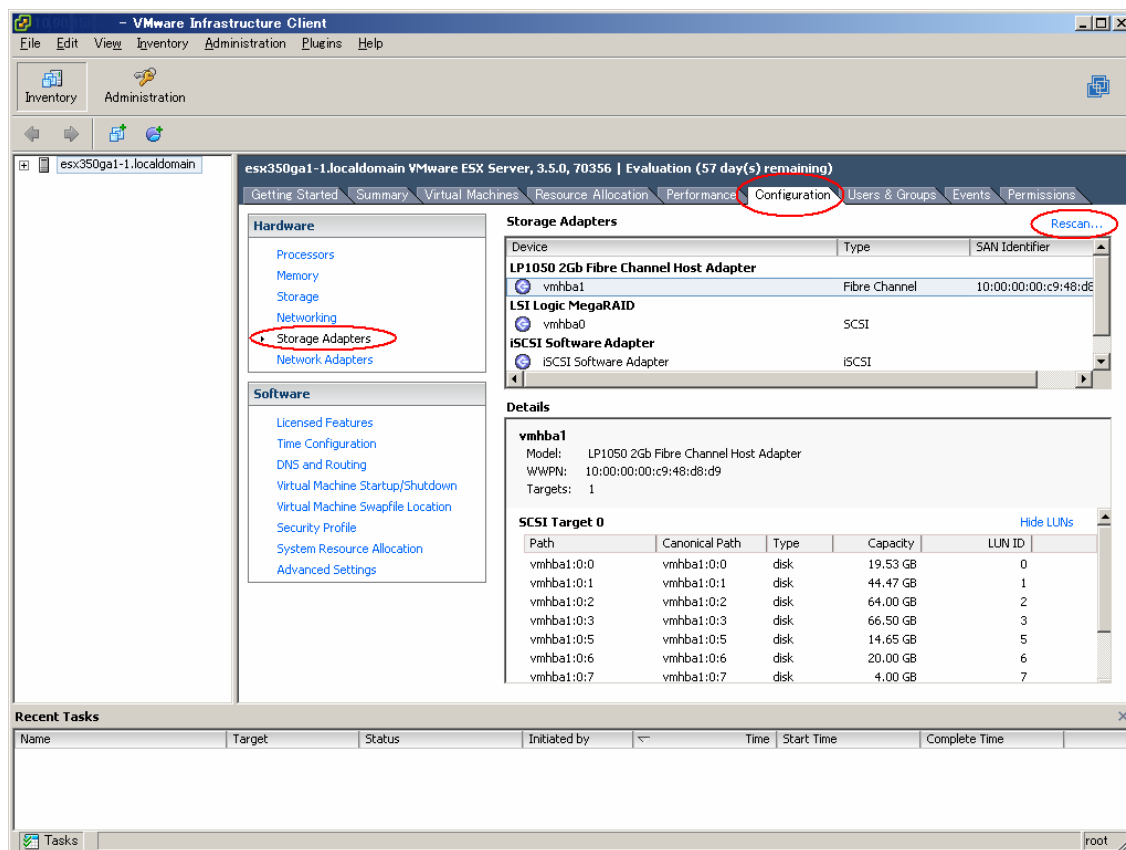 - VMware Infrastructure Client
File Edit View Inventory Administration Plugins Help
Inventory Administration
esx350ga1-1.localdomain
esx350ga1-1.localdomain VMware ESX Server, 3.5.0, 70356 | Evaluation (57 day(s) remaining)
Getting Started Summary Virtual Machines Resource Allocation Performance Configuration Users & Groups Events Permissions
Hardware
Processors
Memory
Storage
Networking
Storage Adapters
Network Adapters
Software
Licensed Features
Time Configuration
DNS and Routing
Virtual Machine Startup/Shutdown
Virtual Machine Swapfile Location
Security Profile
System Resource Allocation
Advanced Settings
Storage Adapters Rescan...
Device Type SAN Identifier
LP1050 2Gb Fibre Channel Host Adapter
vmhba1 Fibre Channel 10:00:00:00:c9:48:d8
LSI Logic MegaRAID
vmhba0 SCSI
iSCSI Software Adapter
iSCSI Software Adapter iSCSI
Details
vmhba1
Model: LP1050 2Gb Fibre Channel Host Adapter
WWPN: 10:00:00:00:c9:48:d8:d9
Targets: 1
SCSI Target 0 Hide LUNs
Path Canonical Path Type Capacity LUN ID
vmhba1:0:0 vmhba1:0:0 disk 19.53 GB 0
vmhba1:0:1 vmhba1:0:1 disk 44.47 GB 1
vmhba1:0:2 vmhba1:0:2 disk 64.00 GB 2
vmhba1:0:3 vmhba1:0:3 disk 66.50 GB 3
vmhba1:0:5 vmhba1:0:5 disk 14.65 GB 5
vmhba1:0:6 vmhba1:0:6 disk 20.00 GB 6
vmhba1:0:7 vmhba1:0:7 disk 4.00 GB 7
Recent Tasks
Name Target Status Initiated by Time Start Time Complete Time
Tasks root